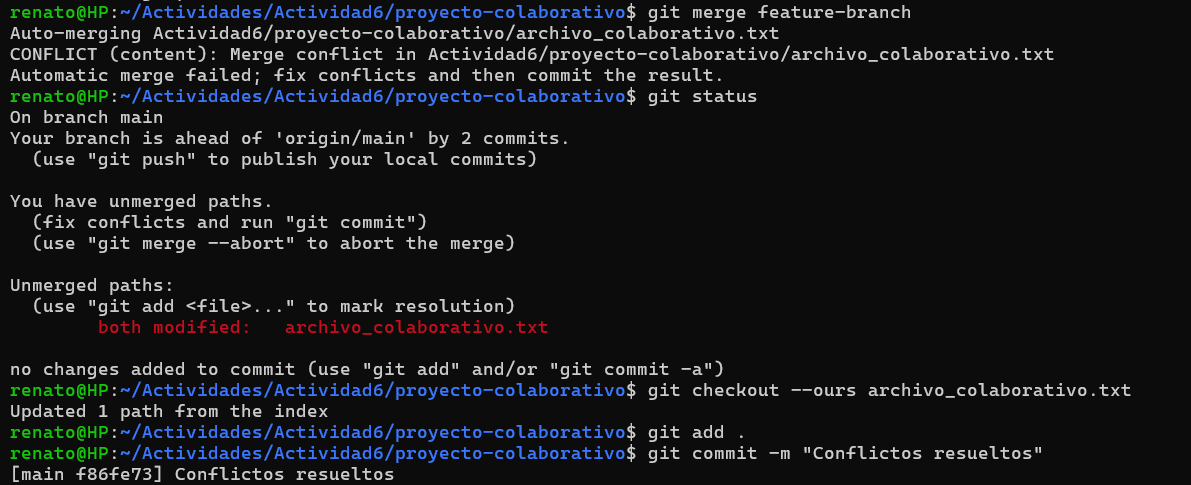 renato@HP:~/Actividades/Actividad6/proyecto-colaborativo$ git merge feature-branch
Auto-merging Actividad6/proyecto-colaborativo/archivo_colaborativo.txt
CONFLICT (content): Merge conflict in Actividad6/proyecto-colaborativo/archivo_colaborativo.txt
Automatic merge failed; fix conflicts and then commit the result.
renato@HP:~/Actividades/Actividad6/proyecto-colaborativo$ git status
On branch main
Your branch is ahead of 'origin/main' by 2 commits.
  (use "git push" to publish your local commits)

You have unmerged paths.
  (fix conflicts and run "git commit")
  (use "git merge --abort" to abort the merge)

Unmerged paths:
  (use "git add <file>..." to mark resolution)
        both modified:   archivo_colaborativo.txt

no changes added to commit (use "git add" and/or "git commit -a")
renato@HP:~/Actividades/Actividad6/proyecto-colaborativo$ git checkout --ours archivo_colaborativo.txt
Updated 1 path from the index
renato@HP:~/Actividades/Actividad6/proyecto-colaborativo$ git add .
renato@HP:~/Actividades/Actividad6/proyecto-colaborativo$ git commit -m "Conflictos resueltos"
[main f86fe73] Conflictos resueltos